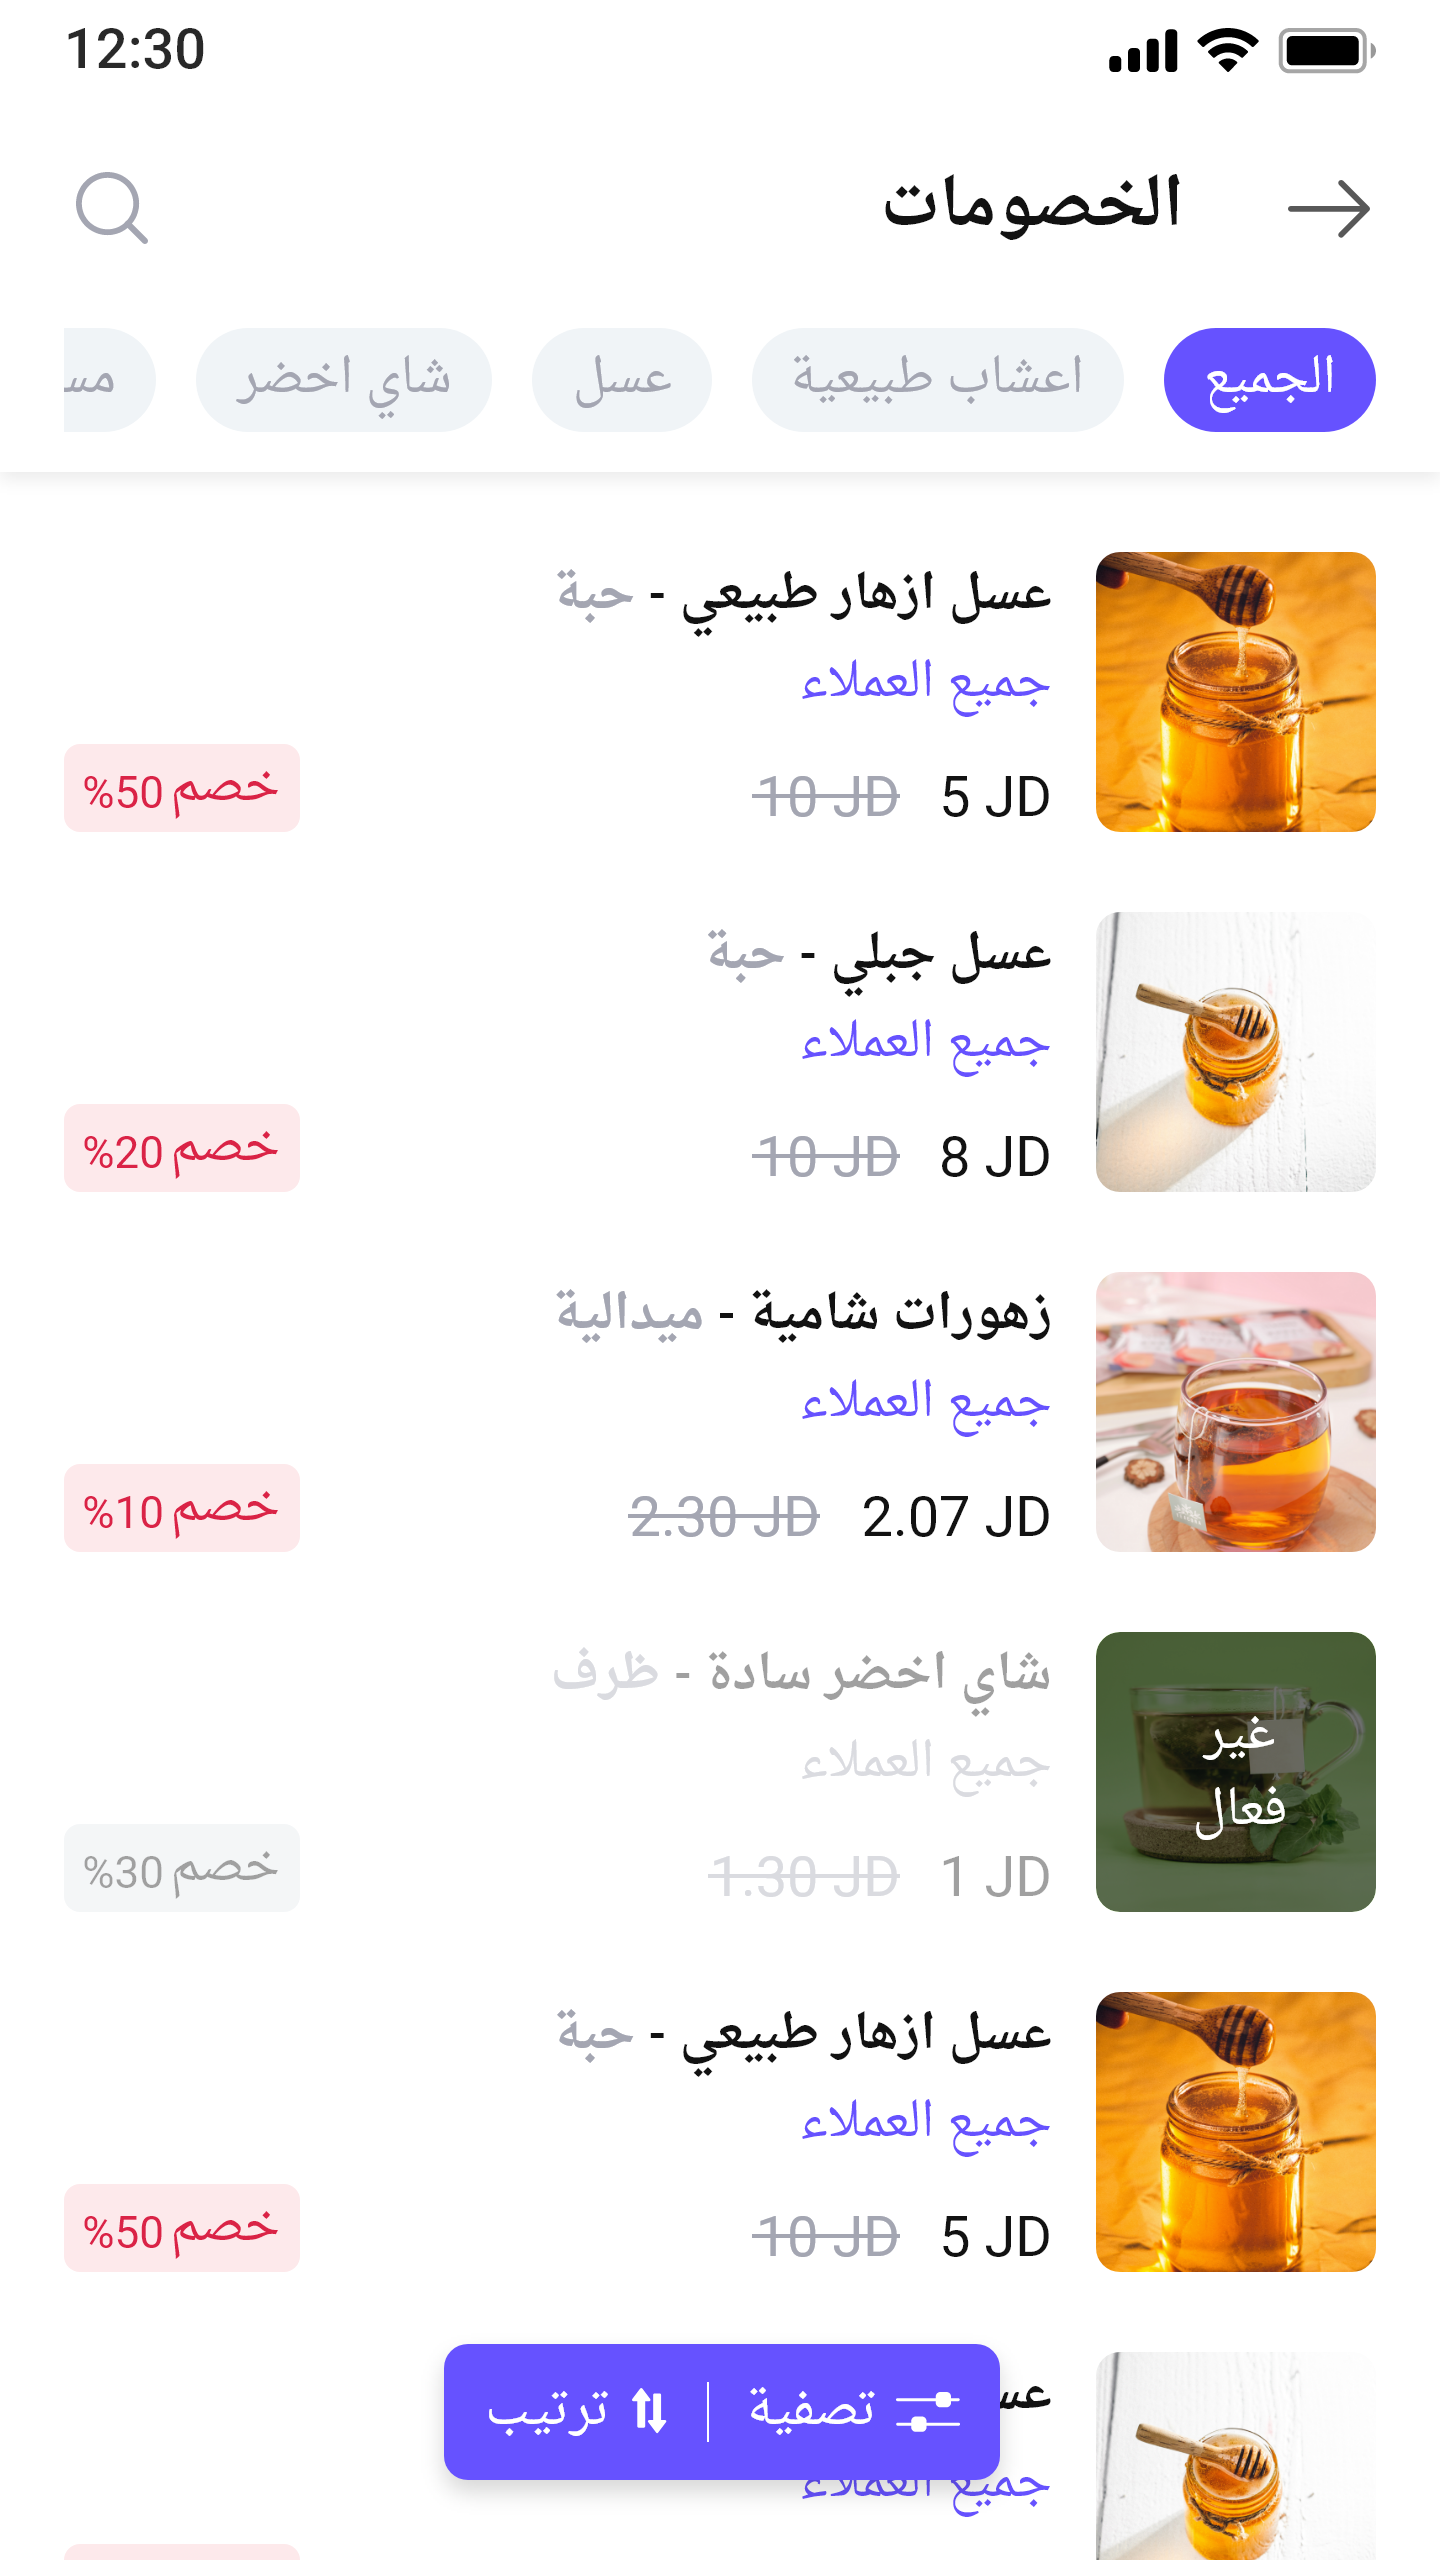 12:30
الخصومات
الجميع اعشاب طبيعية عسل شاي اخضر
عسل ازهار طبيعي - حبة
جميع العملاء
5 JD 10 JD
خصم 50%
عسل جبلي - حبة
جميع العملاء
8 JD 10 JD
خصم 20%
زهورات شامية - ميدالية
جميع العملاء
2.07 JD 2.30 JD
خصم 10%
شاي اخضر سادة - ظرف
جميع العملاء
غير
فعال
1 JD 1.30 JD
خصم 30%
عسل ازهار طبيعي - حبة
جميع العملاء
5 JD 10 JD
خصم 50%
تصفية ترتيب
جميع العملاء